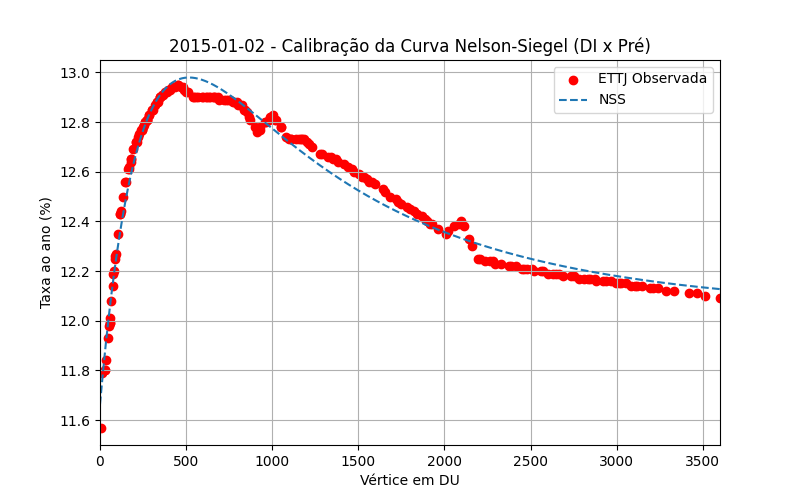 2015-01-02 - Calibração da Curva Nelson-Siegel (DI x Pré)
ETTJ Observada
NSS
Taxa ao ano (%)
13.0
12.8
12.6
12.4
12.2
12.0
11.8
11.6
0 500 1000 1500 2000 2500 3000 3500
Vértice em DU